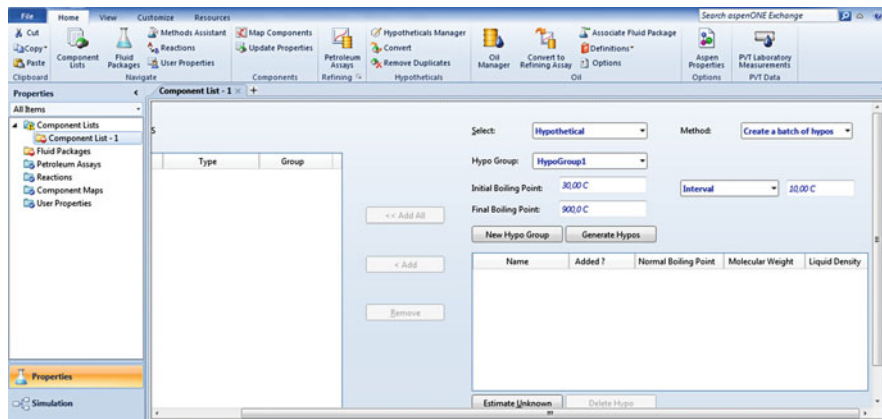 File Home View Customize Resources Search aspenONE Exchange
Cut Methods Assistant Map Components Hypotheticals Manager Associate Fluid Package
Copy Reactions Update Properties Convert Definitions
Paste Component Lists Fluid Packages User Properties Petroleum Assays Remove Duplicates Oil Manager Convert to Refining Assay Options Aspen Properties PVT Laboratory Measurements
Clipboard Navigate Components Refining Hypotheticals Oil Options PVT Data
Properties < Component List - 1 × +
All Items
Component Lists
Component List - 1
Fluid Packages
Petroleum Assays
Reactions
Component Maps
User Properties
Properties
Simulation
S
Type Group
<< Add All
< Add
Remove
Select: Hypothetical Method: Create a batch of hypos
Hypo Group: HypoGroup1
Initial Boiling Point: 30,00 C Interval 10,00 C
Final Boiling Point: 900,0 C
New Hypo Group Generate Hypos
Name Added ? Normal Boiling Point Molecular Weight Liquid Density
Estimate Unknown Delete Hypo